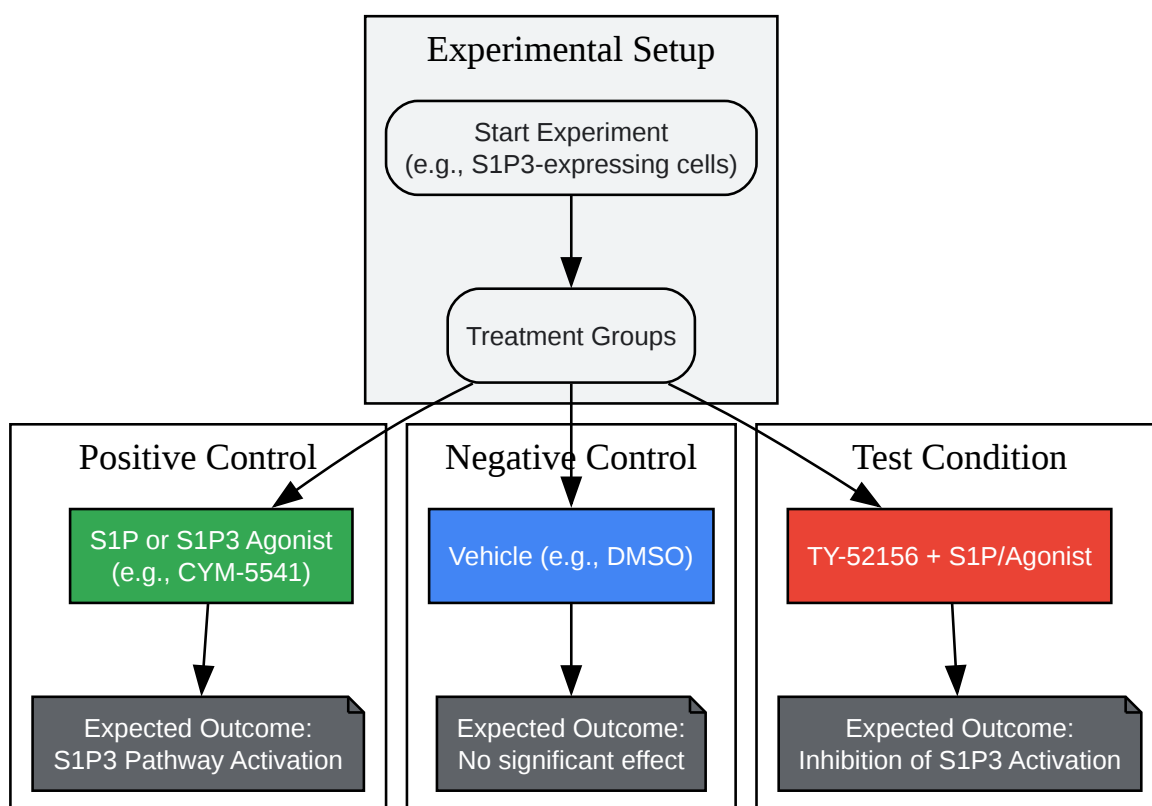 Experimental Setup
Start Experiment
(e.g., S1P3-expressing cells)
Treatment Groups
Positive Control
S1P or S1P3 Agonist
(e.g., CYM-5541)
Expected Outcome:
S1P3 Pathway Activation
Negative Control
Vehicle (e.g., DMSO)
Expected Outcome:
No significant effect
Test Condition
TY-52156 + S1P/Agonist
Expected Outcome:
Inhibition of S1P3 Activation